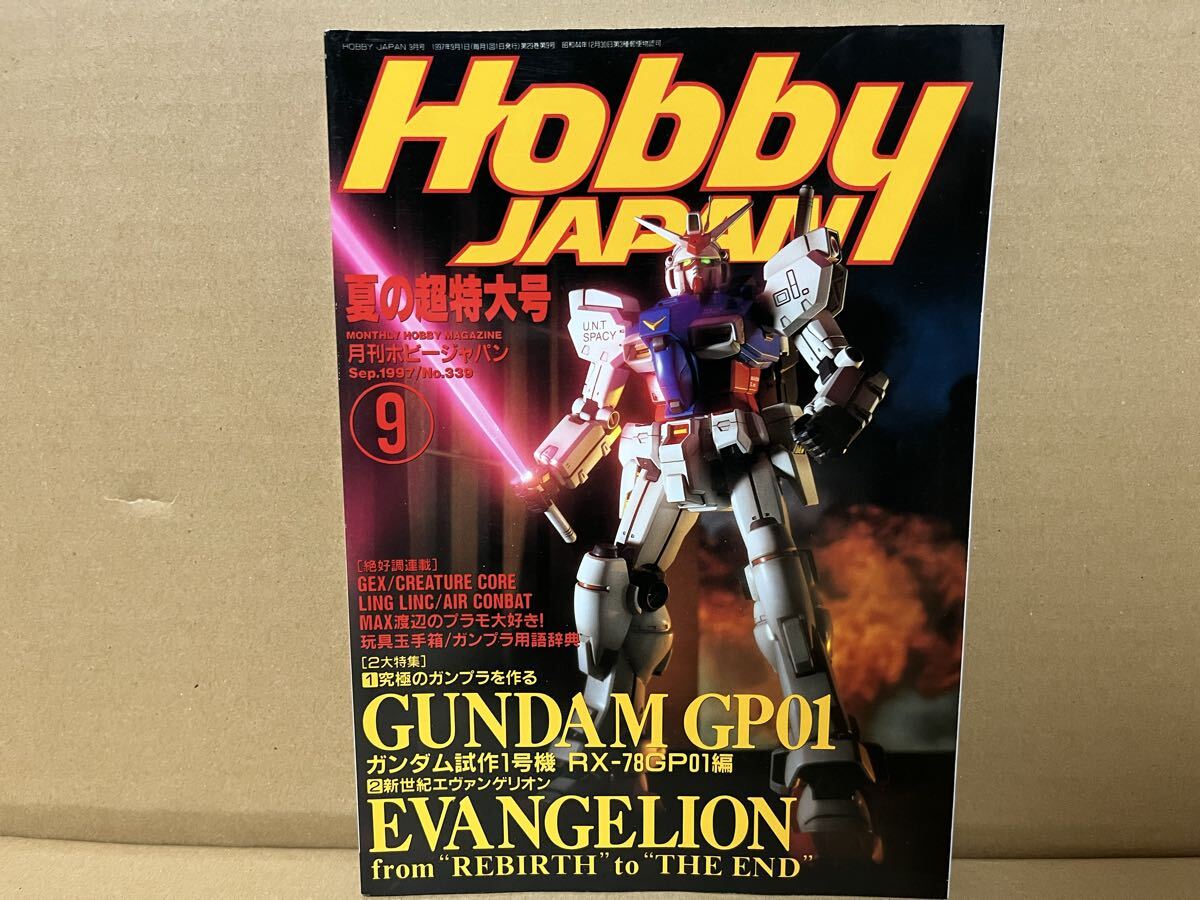 HOBBY JAPAN 9月号 1997年9月1日(毎月1回1日発行)第29巻第9号 昭和44年12月30日第3種郵便物認可
Hobby
JAPAN
夏の超特大号
MONTHLY HOBBY MAGAZINE
月刊ホビージャパン
Sep.1997/No.339
9
U.N.T
SPACY
01.
[絶好調連載]
GEX/CREATURE CORE
LING LINC/AIR CONBAT
MAX渡辺のプラモ大好き!
玩具玉手箱/ガンプラ用語辞典
[2大特集]
1究極のガンプラを作る
GUNDAM GP01
ガンダム試作1号機 RX-78GP01編
2新世紀エヴァンゲリオン
EVANGELION
from "REBIRTH" to "THE END"